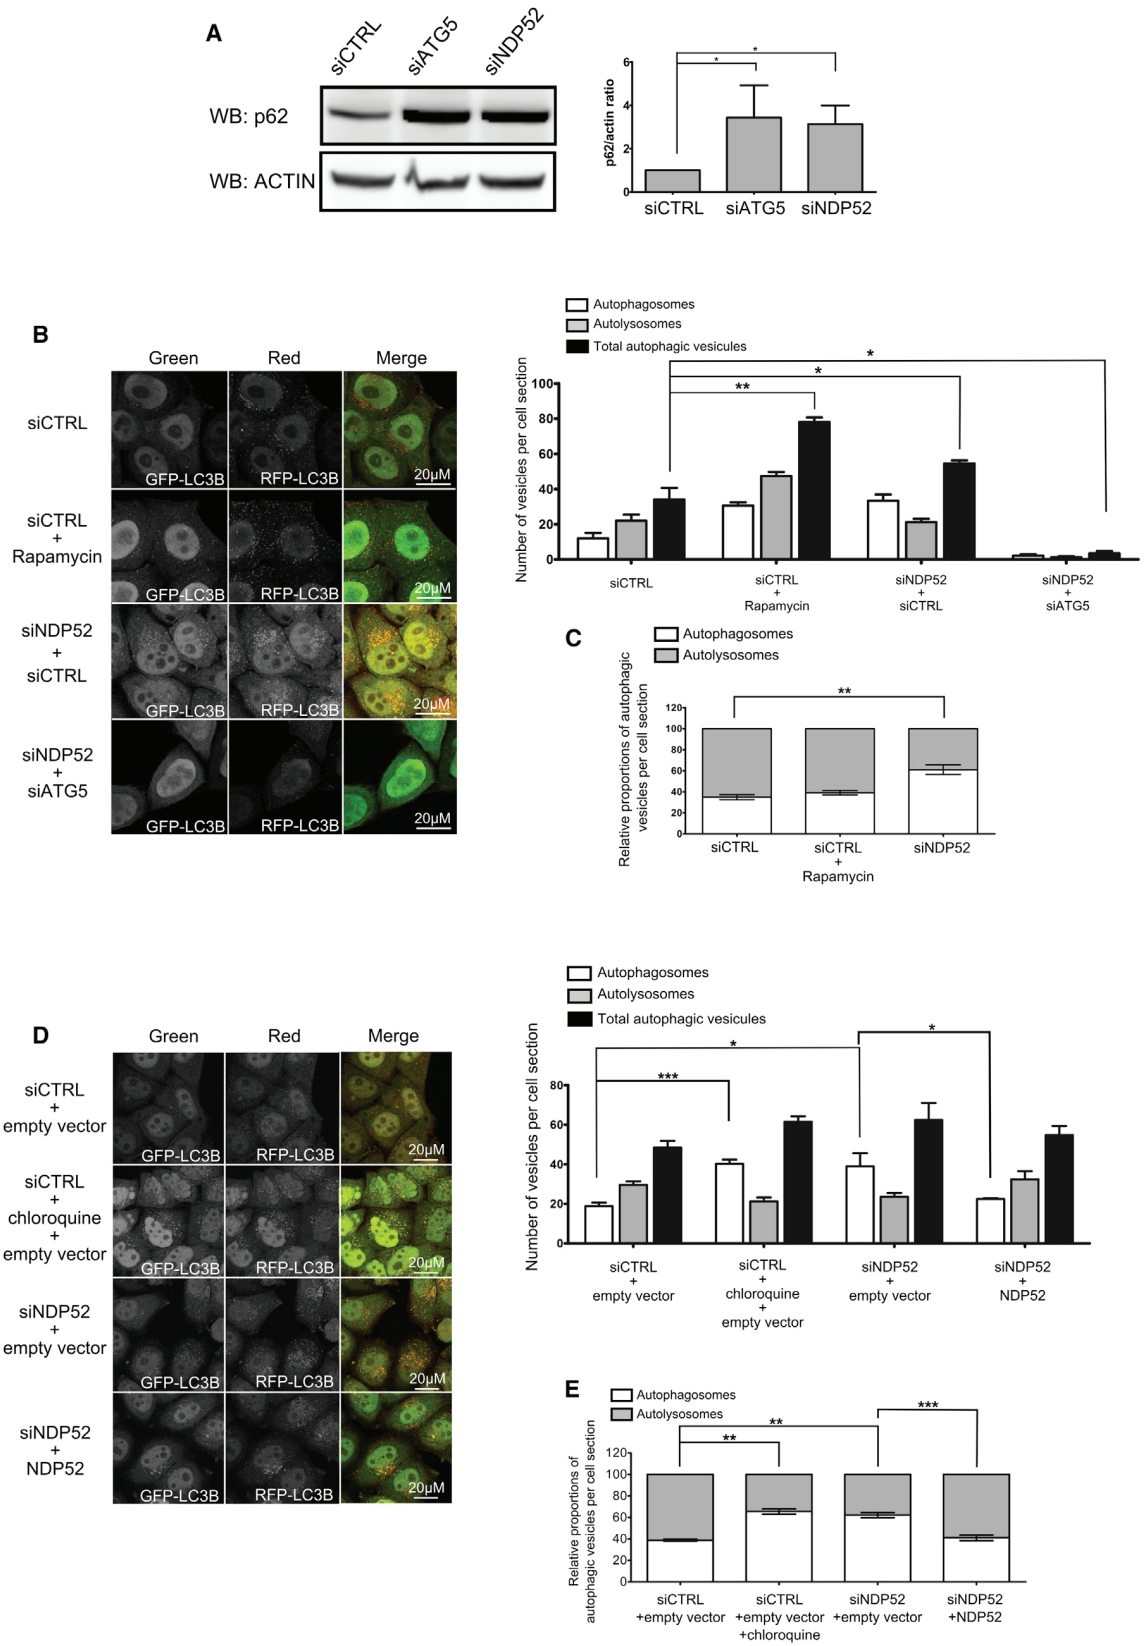 A
siCTRL siATG5 siNDP52
WB: p62
WB: ACTIN
p62/actin ratio
6
4
2
0
* *
siCTRL siATG5 siNDP52
B
Green Red Merge
siCTRL
GFP-LC3B RFP-LC3B 20µM
siCTRL
+
Rapamycin
GFP-LC3B RFP-LC3B 20µM
siNDP52
+
siCTRL
GFP-LC3B RFP-LC3B 20µM
siNDP52
+
siATG5
GFP-LC3B RFP-LC3B 20µM
Autophagosomes
Autolysosomes
Total autophagic vesicules
Number of vesicles per cell section
100
80
60
40
20
0
*
*
**
siCTRL
siCTRL
+
Rapamycin
siNDP52
+
siCTRL
siNDP52
+
siATG5
C
Autophagosomes
Autolysosomes
Relative proportions of autophagic
vesicles per cell section
120
100
80
60
40
20
0
**
siCTRL
siCTRL
+
Rapamycin
siNDP52
D
Green Red Merge
siCTRL
+
empty vector
GFP-LC3B RFP-LC3B 20µM
siCTRL
+
chloroquine
+
empty vector
GFP-LC3B RFP-LC3B 20µM
siNDP52
+
empty vector
GFP-LC3B RFP-LC3B 20µM
siNDP52
+
NDP52
GFP-LC3B RFP-LC3B 20µM
Autophagosomes
Autolysosomes
Total autophagic vesicules
Number of vesicles per cell section
80
60
40
20
0
*
*
***
siCTRL
+
empty vector
siCTRL
+
chloroquine
+
empty vector
siNDP52
+
empty vector
siNDP52
+
NDP52
E
Autophagosomes
Autolysosomes
Relative proportions of
autophagic vesicles per cell section
120
100
80
60
40
20
0
***
**
**
siCTRL
+empty vector
siCTRL
+empty vector
+chloroquine
siNDP52
+empty vector
siNDP52
+NDP52